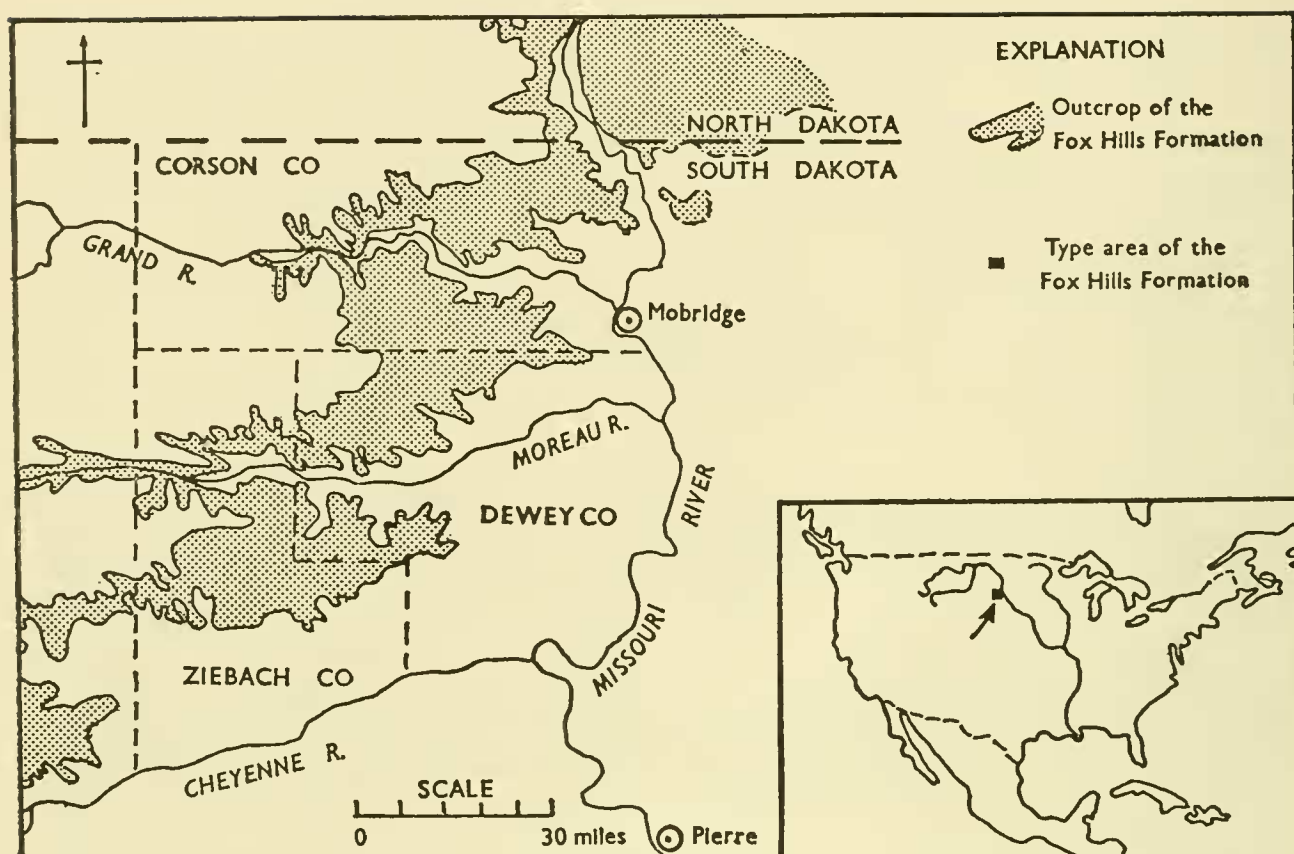 EXPLANATION
Outcrop of the
Fox Hills Formation
NORTH DAKOTA
SOUTH DAKOTA
CORSON CO
GRAND R.
Type area of the
Fox Hills Formation
Mobridge
MOREAU R.
DEWEY CO
MISSOURI RIVER
ZIEBACH CO
CHEYENNE R.
SCALE
0 30 miles
Pierre